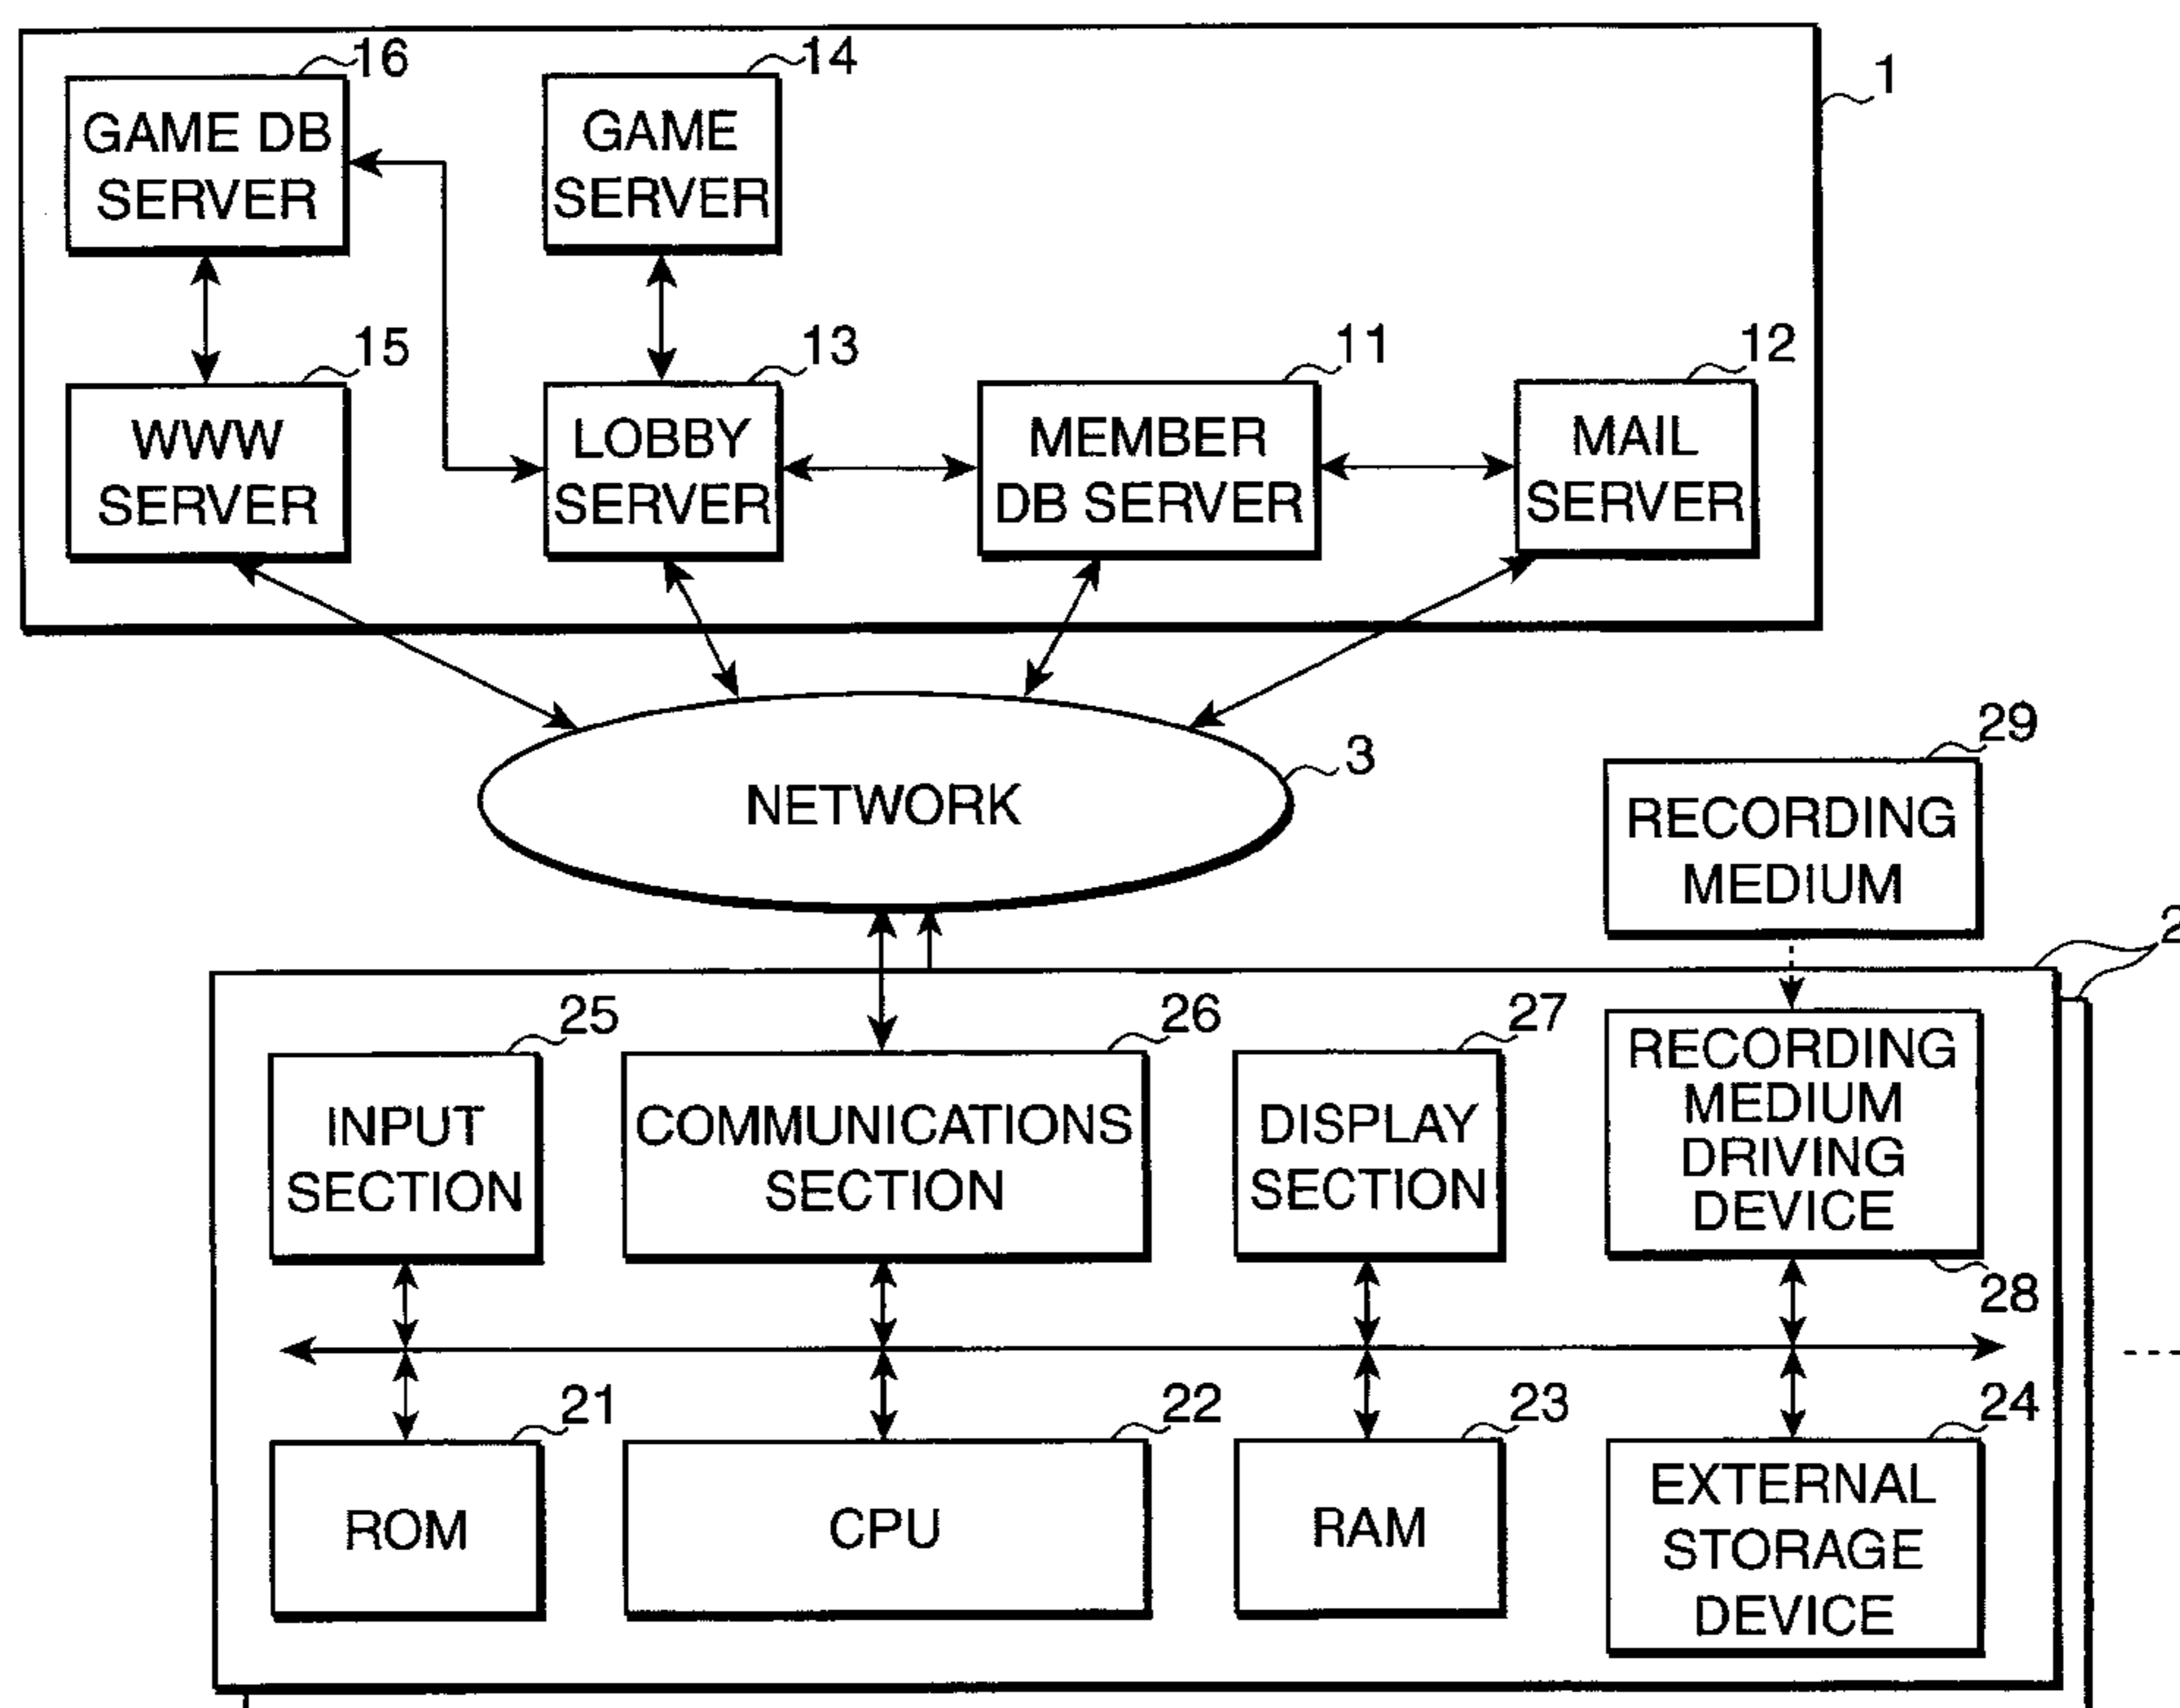 16
14
1
GAME DB
SERVER
GAME
SERVER
15
13
11
12
WWW
SERVER
LOBBY
SERVER
MEMBER
DB SERVER
MAIL
SERVER
3
29
NETWORK
RECORDING
MEDIUM
2
25
26
27
INPUT
SECTION
COMMUNICATIONS
SECTION
DISPLAY
SECTION
RECORDING
MEDIUM
DRIVING
DEVICE
28
21
22
23
24
ROM
CPU
RAM
EXTERNAL
STORAGE
DEVICE